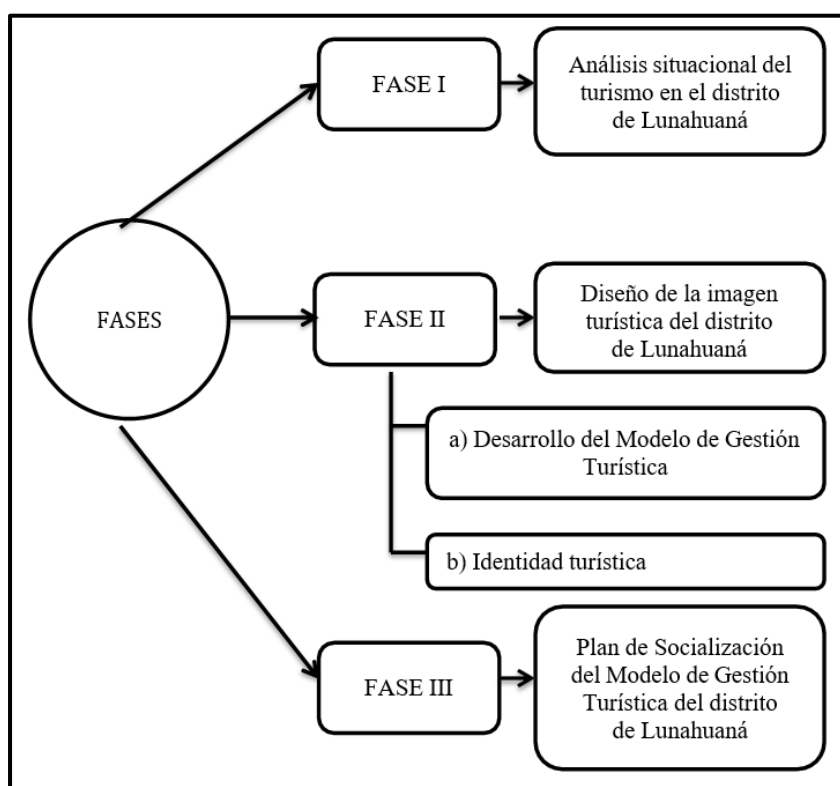 FASE I
Análisis situacional del
turismo en el distrito
de Lunahuaná
FASES
FASE II
Diseño de la imagen
turística del distrito
de Lunahuaná
a) Desarrollo del Modelo de Gestión
Turística
b) Identidad turística
FASE III
Plan de Socialización
del Modelo de Gestión
Turística del distrito
de Lunahuaná